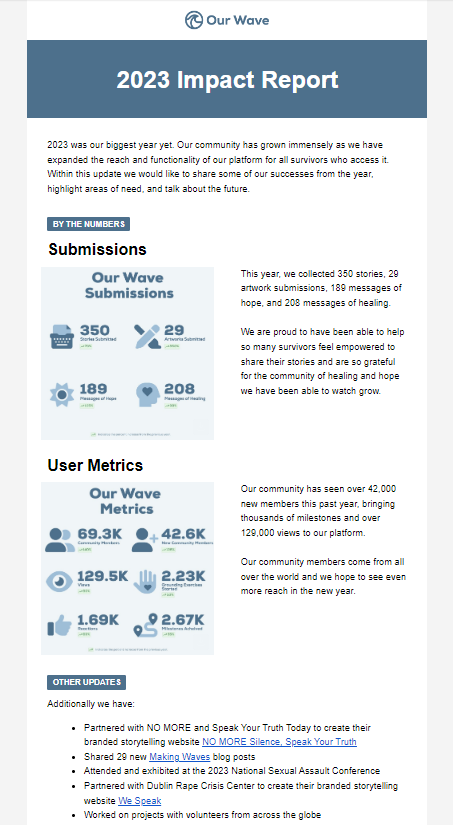 Our Wave
2023 Impact Report
2023 was our biggest year yet. Our community has grown immensely as we have
expanded the reach and functionality of our platform for all survivors who access it.
Within this update we would like to share some of our successes from the year,
highlight areas of need, and talk about the future.
BY THE NUMBERS
Submissions
Our Wave
Submissions
350
Stories Submitted
29
Artworks Submitted
189
Messages of Hope
208
Messages of Healing
This year, we collected 350 stories, 29
artwork submissions, 189 messages of
hope, and 208 messages of healing.
We are proud to have been able to help
so many survivors feel empowered to
share their stories and are so grateful
for the community of healing and hope
we have been able to watch grow.
User Metrics
Our Wave
Metrics
69.3K
Community Members
42.6K
New Community Members
129.5K
Views
2.23K
Grounding Exercises
Started
1.69K
Reactions
2.67K
Milestones Achieved
Our community has seen over 42,000
new members this past year, bringing
thousands of milestones and over
129,000 views to our platform.
Our community members come from all
over the world and we hope to see even
more reach in the new year.
OTHER UPDATES
Additionally we have:
• Partnered with NO MORE and Speak Your Truth Today to create their
branded storytelling website NO MORE Silence, Speak Your Truth
• Shared 29 new Making Waves blog posts
• Attended and exhibited at the 2023 National Sexual Assault Conference
• Partnered with Dublin Rape Crisis Center to create their branded storytelling
website We Speak
• Worked on projects with volunteers from across the globe